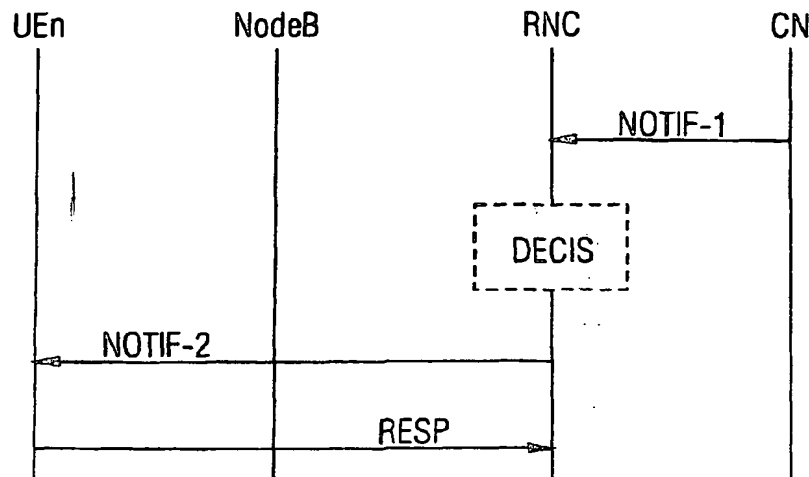 UEn NodeB RNC CN
NOTIF-1
DECIS
NOTIF-2
RESP